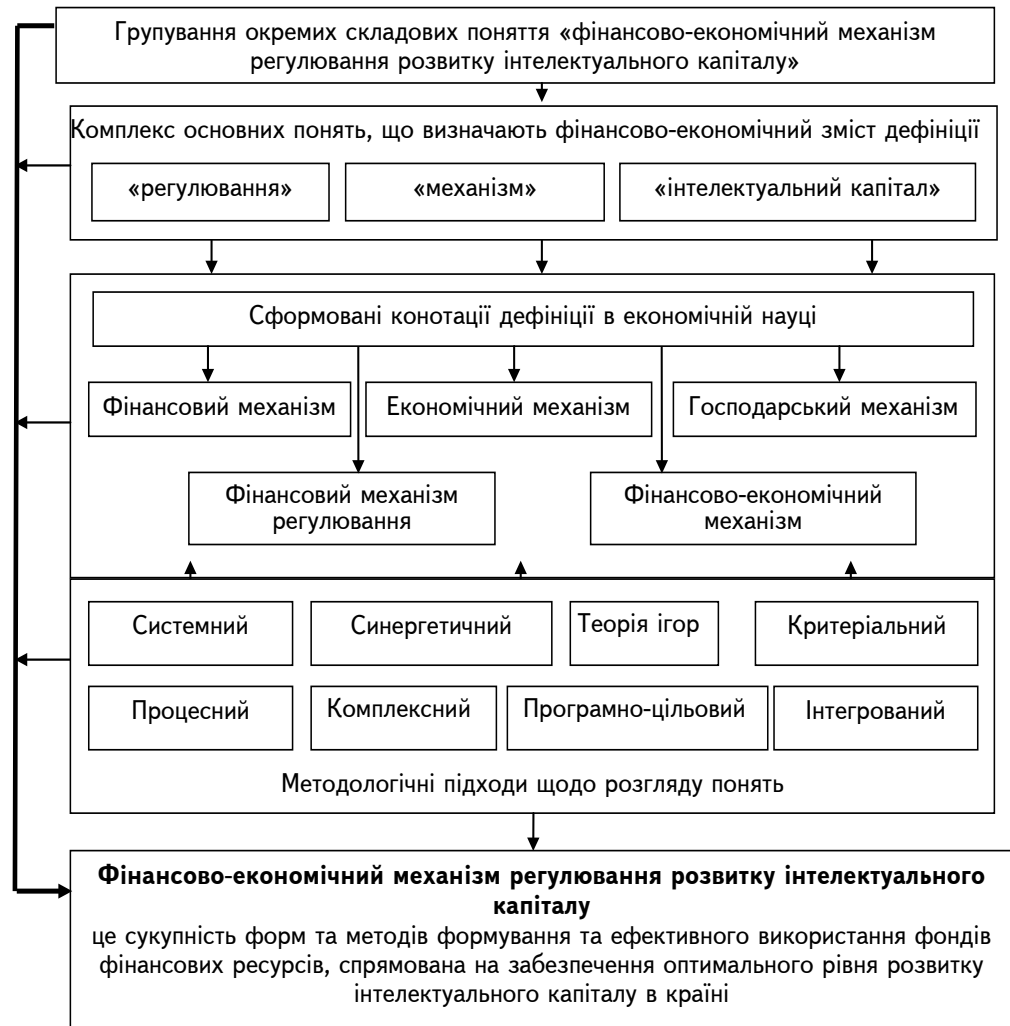 Групування окремих складових поняття «фінансово-економічний механізм
регулювання розвитку інтелектуального капіталу»
Комплекс основних понять, що визначають фінансово-економічний зміст дефініції
«регулювання»
«механізм»
«інтелектуальний капітал»
Сформовані конотації дефініції в економічній науці
Фінансовий механізм
Економічний механізм
Господарський механізм
Фінансовий механізм
регулювання
Фінансово-економічний
механізм
Системний
Синергетичний
Теорія ігор
Критеріальний
Процесний
Комплексний
Програмно-цільовий
Інтегрований
Методологічні підходи щодо розгляду понять
Фінансово-економічний механізм регулювання розвитку інтелектуального
капіталу
це сукупність форм та методів формування та ефективного використання фондів
фінансових ресурсів, спрямована на забезпечення оптимального рівня розвитку
інтелектуального капіталу в країні